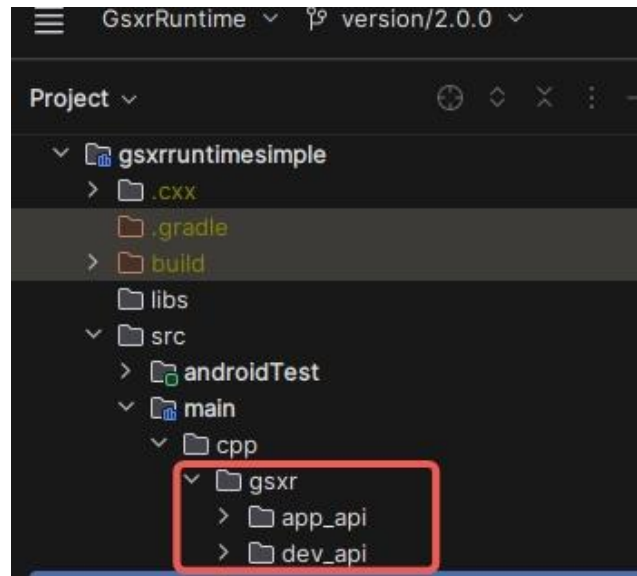 GsxrRuntime version/2.0.0
Project
gsxrruntimesimple
.cxx
.gradle
build
libs
src
androidTest
main
cpp
gsxr
app_api
dev_api